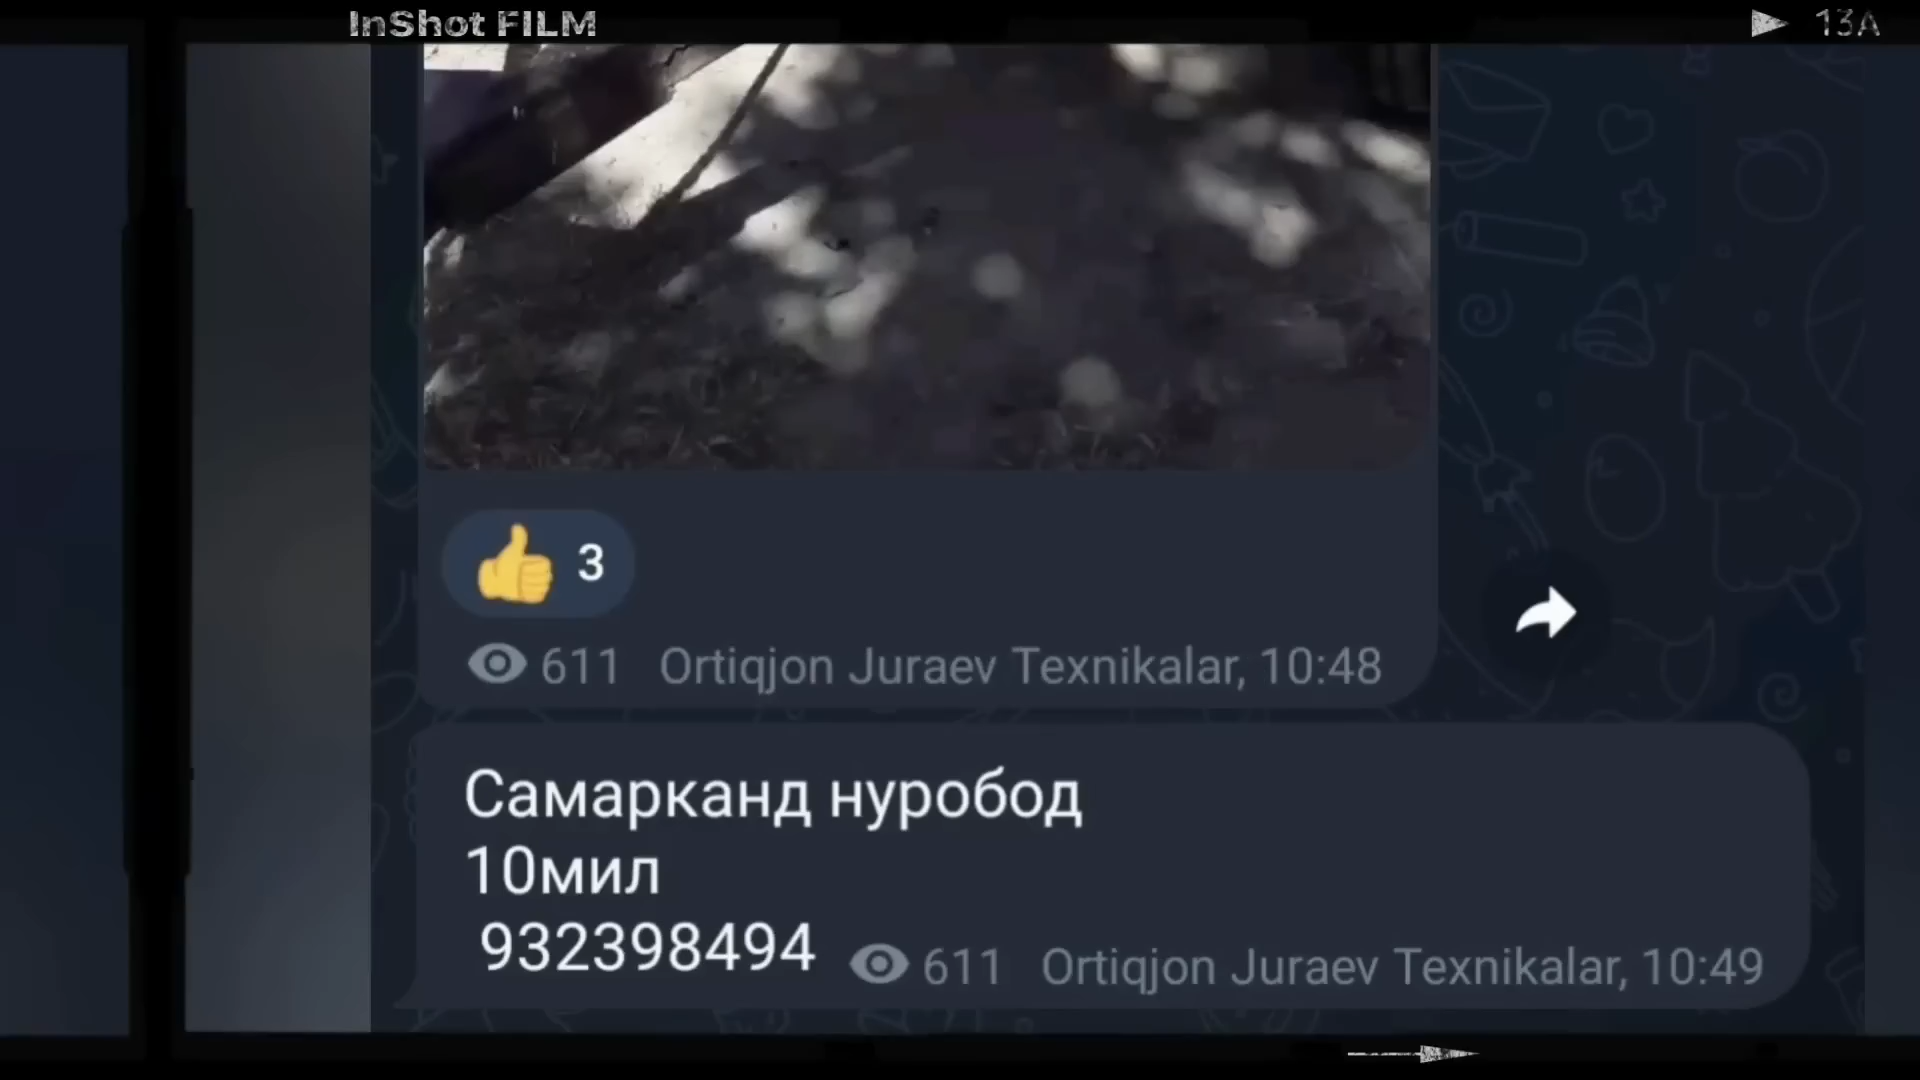 InShot FILM
13A
👍 3
611 Ortiqjon Juraev Texnikalar, 10:48
Самарканд нуробод
10мил
932398494 611 Ortiqjon Juraev Texnikalar, 10:49